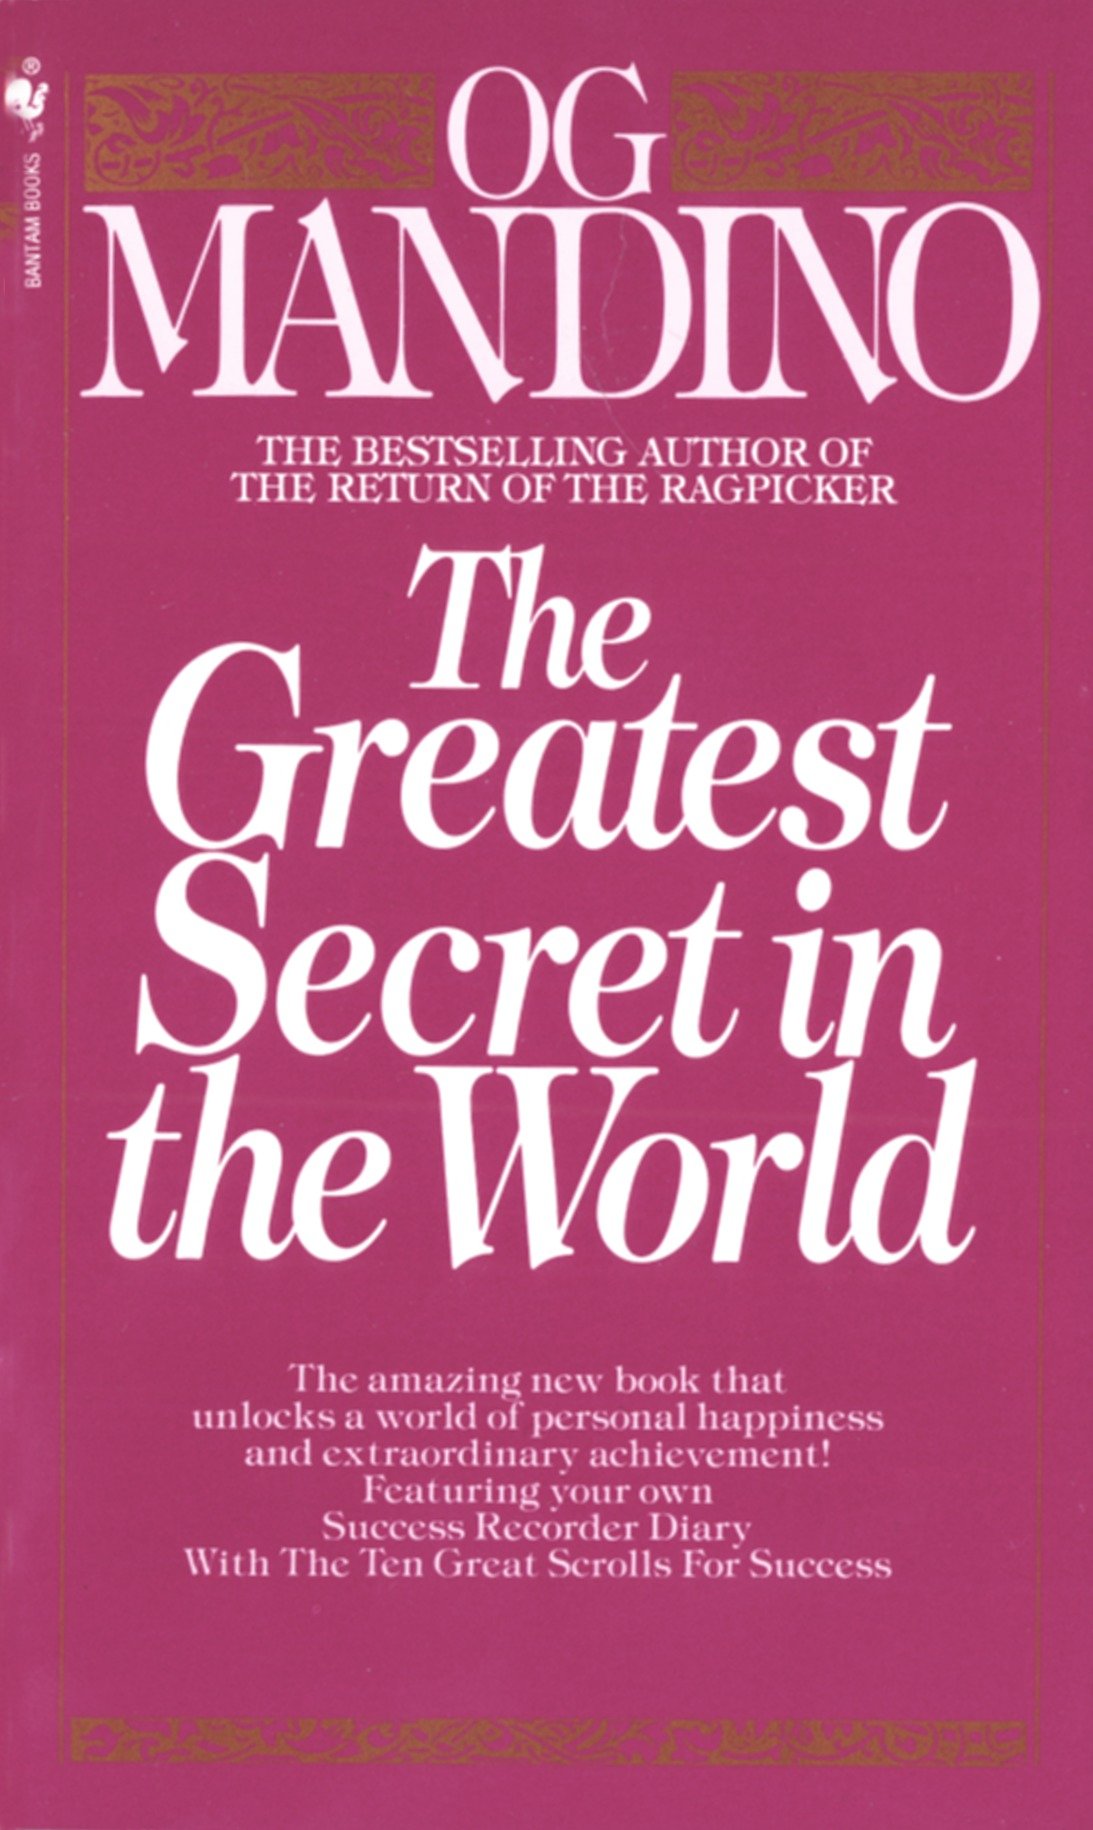 BANTAM BOOKS
®
OG
MANDINO
THE BESTSELLING AUTHOR OF
THE RETURN OF THE RAGPICKER
The
Greatest
Secret in
the World
The amazing new book that
unlocks a world of personal happiness
and extraordinary achievement!
Featuring your own
Success Recorder Diary
With The Ten Great Scrolls For Success